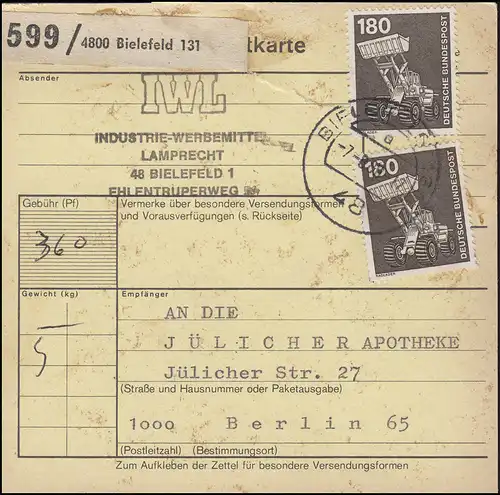 599/4800 Bielefeld 131
tkarte
Absender
IWL
INDUSTRIE-WERBEMITTEL
LAMPRECHT
48 BIELEFELD 1
EHLENTRUPERWEG
180
DEUTSCHE BUNDESPOST
180
DEUTSCHE BUNDESPOST
BIE
87
Gebühr (Pf)
360
Vermerke über besondere Versendungsformen
und Vorausverfügungen (s. Rückseite)
Gewicht (kg)
5
Empfänger
AN DIE
JÜLICHER APOTHEKE
Jülicher Str. 27
(Straße und Hausnummer oder Paketausgabe)
1000 Berlin 65
(Postleitzahl) (Bestimmungsort)
Zum Aufkleben der Zettel für besondere Versendungsformen